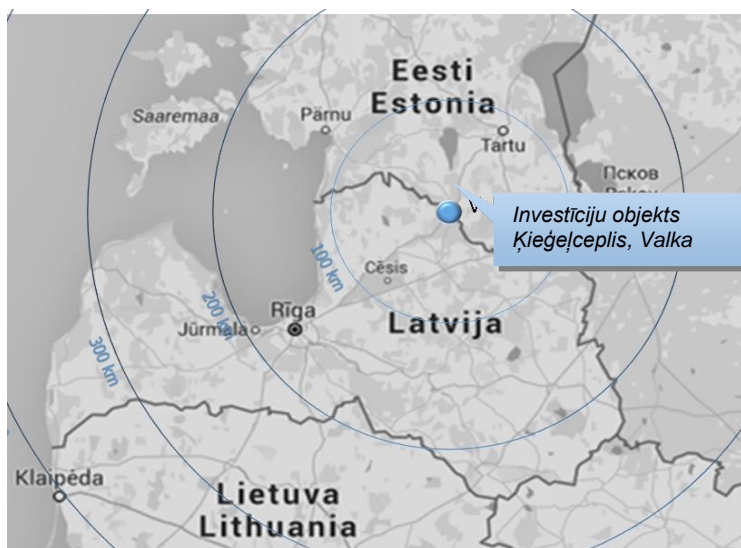 Eesti
Estonia
Saaremaa
Pärnu
Tartu
Псков
V
Investīciju objekts
Ķieģeļceplis, Valka
100 km
Cēsis
200 km
Rīga
Jūrmala
Latvija
300 km
Klaipėda
Lietuva
Lithuania